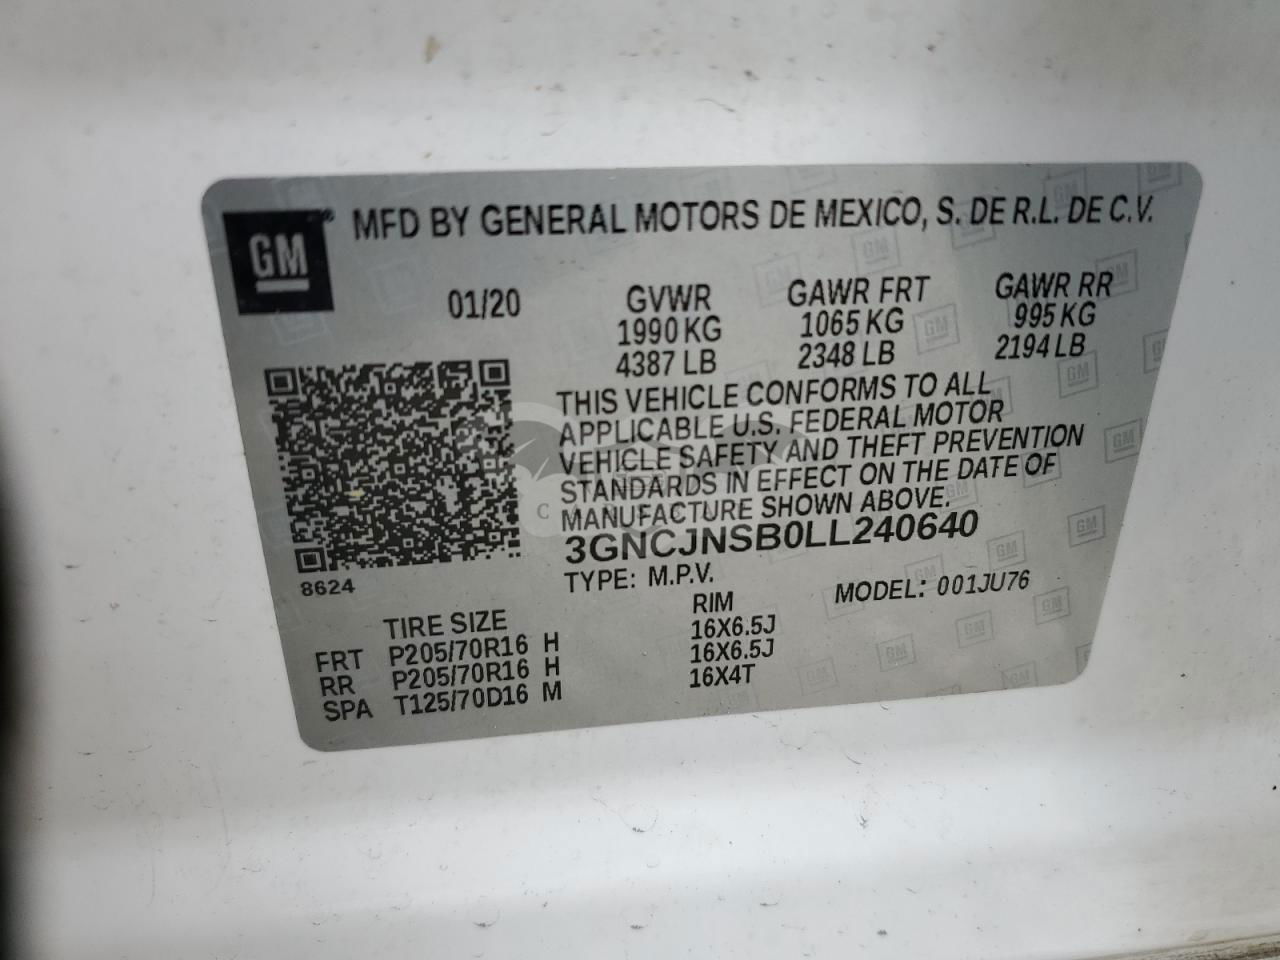 GM MFD BY GENERAL MOTORS DE MEXICO, S. DE R.L. DE C.V.
01/20 GVWR GAWR FRT GAWR RR
1990 KG 1065 KG 995 KG
4387 LB 2348 LB 2194 LB
THIS VEHICLE CONFORMS TO ALL
APPLICABLE U.S. FEDERAL MOTOR
VEHICLE SAFETY AND THEFT PREVENTION
STANDARDS IN EFFECT ON THE DATE OF
MANUFACTURE SHOWN ABOVE.
3GNCJNSB0LL240640
8624 TYPE: M.P.V. MODEL: 001JU76
TIRE SIZE RIM
FRT P205/70R16 H 16X6.5J
RR P205/70R16 H 16X6.5J
SPA T125/70D16 M 16X4T